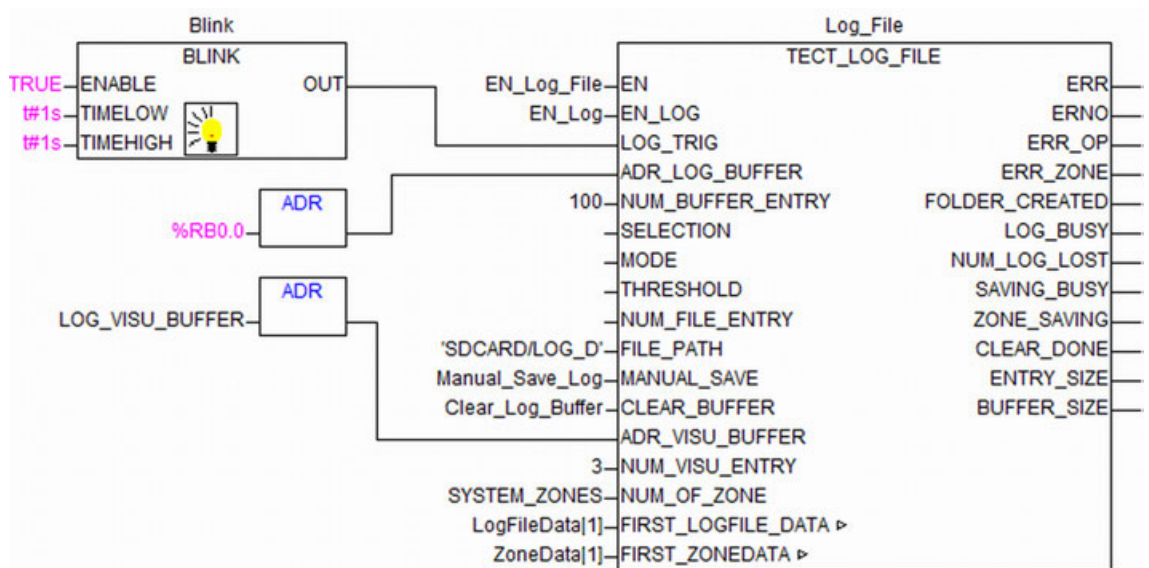 Blink
BLINK
TRUE ENABLE OUT
t#1s TIMELOW
t#1s TIMEHIGH
ADR
%RB0.0
ADR
LOG_VISU_BUFFER
Log_File
TECT_LOG_FILE
EN_Log_File EN ERR
EN_Log EN_LOG ERNO
LOG_TRIG ERR_OP
ADR_LOG_BUFFER ERR_ZONE
100 NUM_BUFFER_ENTRY FOLDER_CREATED
SELECTION LOG_BUSY
MODE NUM_LOG_LOST
THRESHOLD SAVING_BUSY
NUM_FILE_ENTRY ZONE_SAVING
'SDCARD/LOG_D' FILE_PATH CLEAR_DONE
Manual_Save_Log MANUAL_SAVE ENTRY_SIZE
Clear_Log_Buffer CLEAR_BUFFER BUFFER_SIZE
ADR_VISU_BUFFER
3 NUM_VISU_ENTRY
SYSTEM_ZONES NUM_OF_ZONE
LogFileData[1] FIRST_LOGFILE_DATA ▹
ZoneData[1] FIRST_ZONEDATA ▹